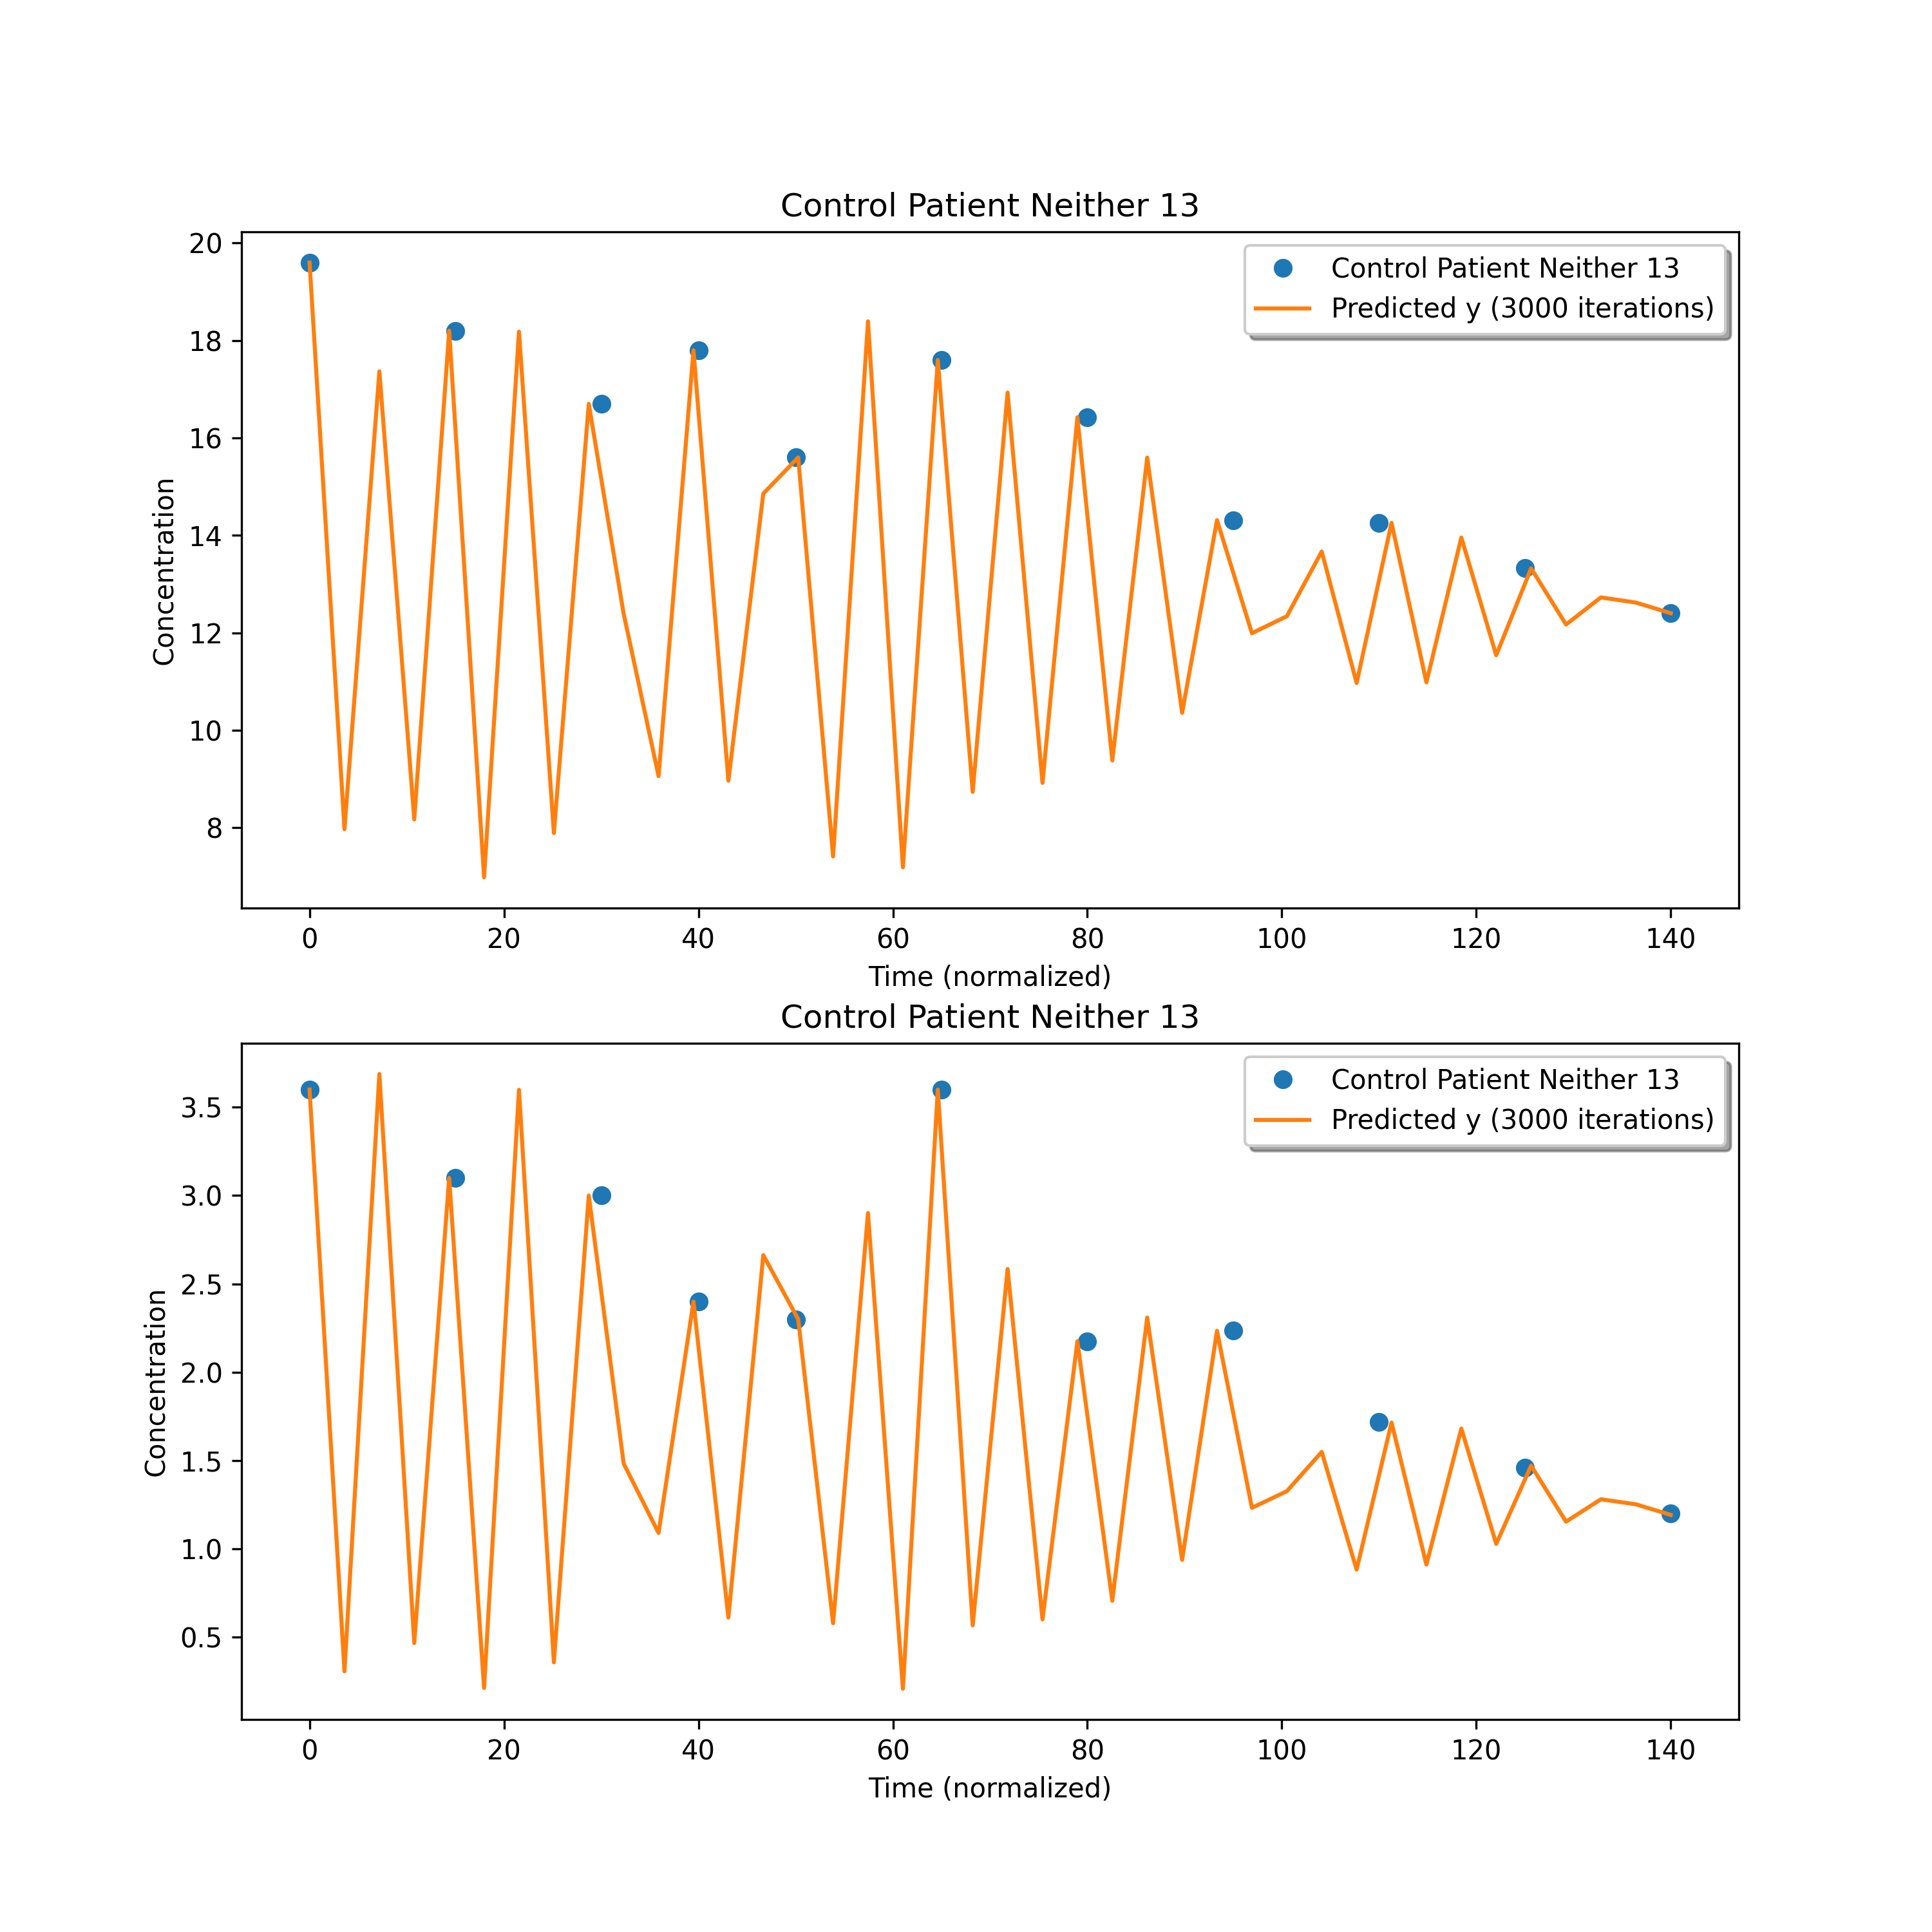 Control Patient Neither 13
20
18
16
14
12
10
8
Concentration
Control Patient Neither 13
Predicted y (3000 iterations)
0 20 40 60 80 100 120 140
Time (normalized)
Control Patient Neither 13
3.5
3.0
2.5
2.0
1.5
1.0
0.5
Concentration
Control Patient Neither 13
Predicted y (3000 iterations)
0 20 40 60 80 100 120 140
Time (normalized)